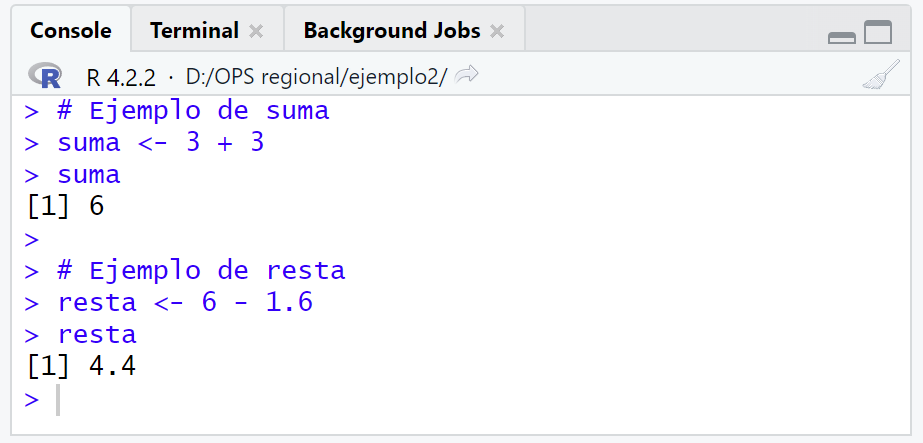 Console Terminal Background Jobs
R R 4.2.2 · D:/OPS regional/ejemplo2/
> # Ejemplo de suma
> suma <- 3 + 3
> suma
[1] 6
>
> # Ejemplo de resta
> resta <- 6 - 1.6
> resta
[1] 4.4
>